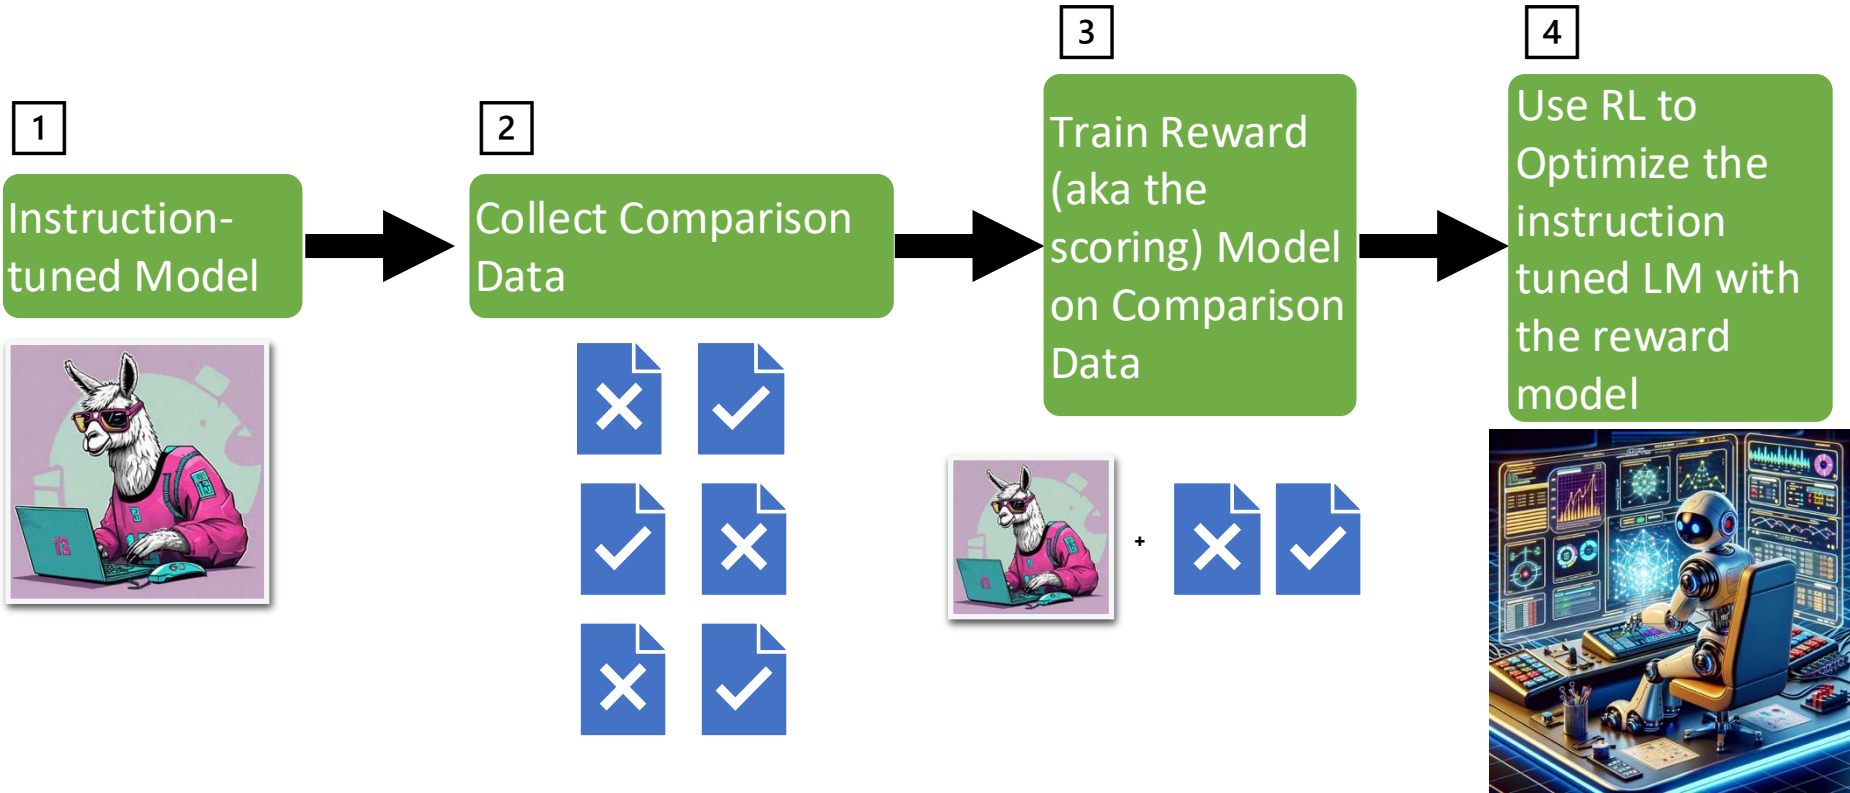 1
Instruction-
tuned Model
2
Collect Comparison
Data
3
Train Reward
(aka the
scoring) Model
on Comparison
Data
+
4
Use RL to
Optimize the
instruction
tuned LM with
the reward
model